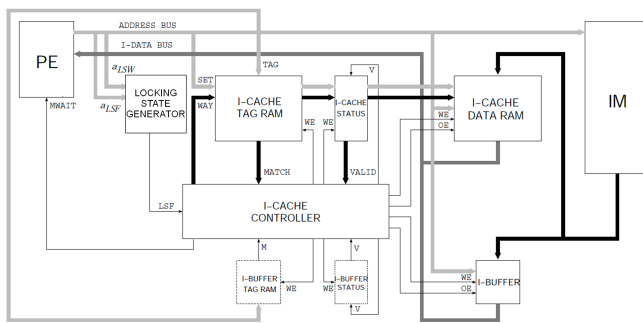 ADDRESS BUS
I-DATA BUS
PE
IM
TAG
V
a_LSW
SET
LOCKING
STATE
GENERATOR
I-CACHE
TAG RAM
I-CACHE
STATUS
I-CACHE
DATA RAM
MWAIT
a_LSF
WAY
WE
WE
WE
OE
MATCH
VALID
LSF
I-CACHE
CONTROLLER
M
V
I-BUFFER
TAG RAM
WE
WE
I-BUFFER
STATUS
V
WE
OE
I-BUFFER